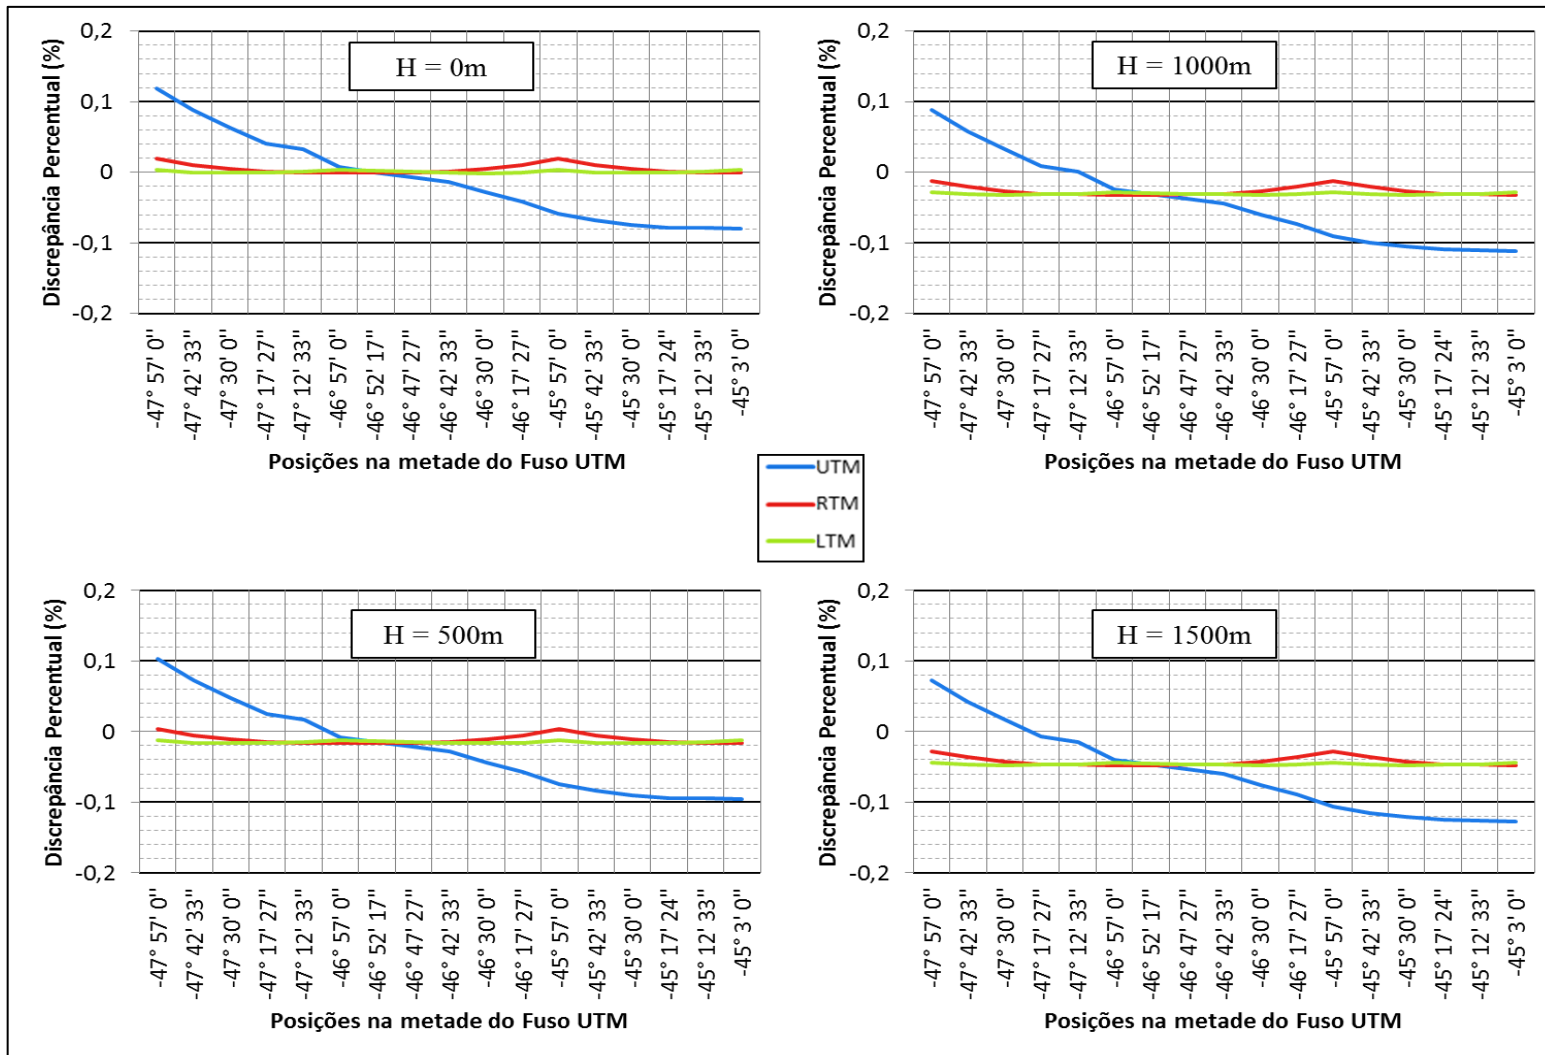 Discrepância Percentual (%)
0,2
0,1
0
-0,1
-0,2
H = 0m
-47° 57' 0"
-47° 42' 33"
-47° 30' 0"
-47° 17' 27"
-47° 12' 33"
-46° 57' 0"
-46° 52' 17"
-46° 47' 27"
-46° 42' 33"
-46° 30' 0"
-46° 17' 27"
-45° 57' 0"
-45° 42' 33"
-45° 30' 0"
-45° 17' 24"
-45° 12' 33"
-45° 3' 0"
Posições na metade do Fuso UTM
Discrepância Percentual (%)
0,2
0,1
0
-0,1
-0,2
H = 1000m
-47° 57' 0"
-47° 42' 33"
-47° 30' 0"
-47° 17' 27"
-47° 12' 33"
-46° 57' 0"
-46° 52' 17"
-46° 47' 27"
-46° 42' 33"
-46° 30' 0"
-46° 17' 27"
-45° 57' 0"
-45° 42' 33"
-45° 30' 0"
-45° 17' 24"
-45° 12' 33"
-45° 3' 0"
Posições na metade do Fuso UTM
UTM
RTM
LTM
Discrepância Percentual (%)
0,2
0,1
0
-0,1
-0,2
H = 500m
-47° 57' 0"
-47° 42' 33"
-47° 30' 0"
-47° 17' 27"
-47° 12' 33"
-46° 57' 0"
-46° 52' 17"
-46° 47' 27"
-46° 42' 33"
-46° 30' 0"
-46° 17' 27"
-45° 57' 0"
-45° 42' 33"
-45° 30' 0"
-45° 17' 24"
-45° 12' 33"
-45° 3' 0"
Posições na metade do Fuso UTM
Discrepância Percentual (%)
0,2
0,1
0
-0,1
-0,2
H = 1500m
-47° 57' 0"
-47° 42' 33"
-47° 30' 0"
-47° 17' 27"
-47° 12' 33"
-46° 57' 0"
-46° 52' 17"
-46° 47' 27"
-46° 42' 33"
-46° 30' 0"
-46° 17' 27"
-45° 57' 0"
-45° 42' 33"
-45° 30' 0"
-45° 17' 24"
-45° 12' 33"
-45° 3' 0"
Posições na metade do Fuso UTM